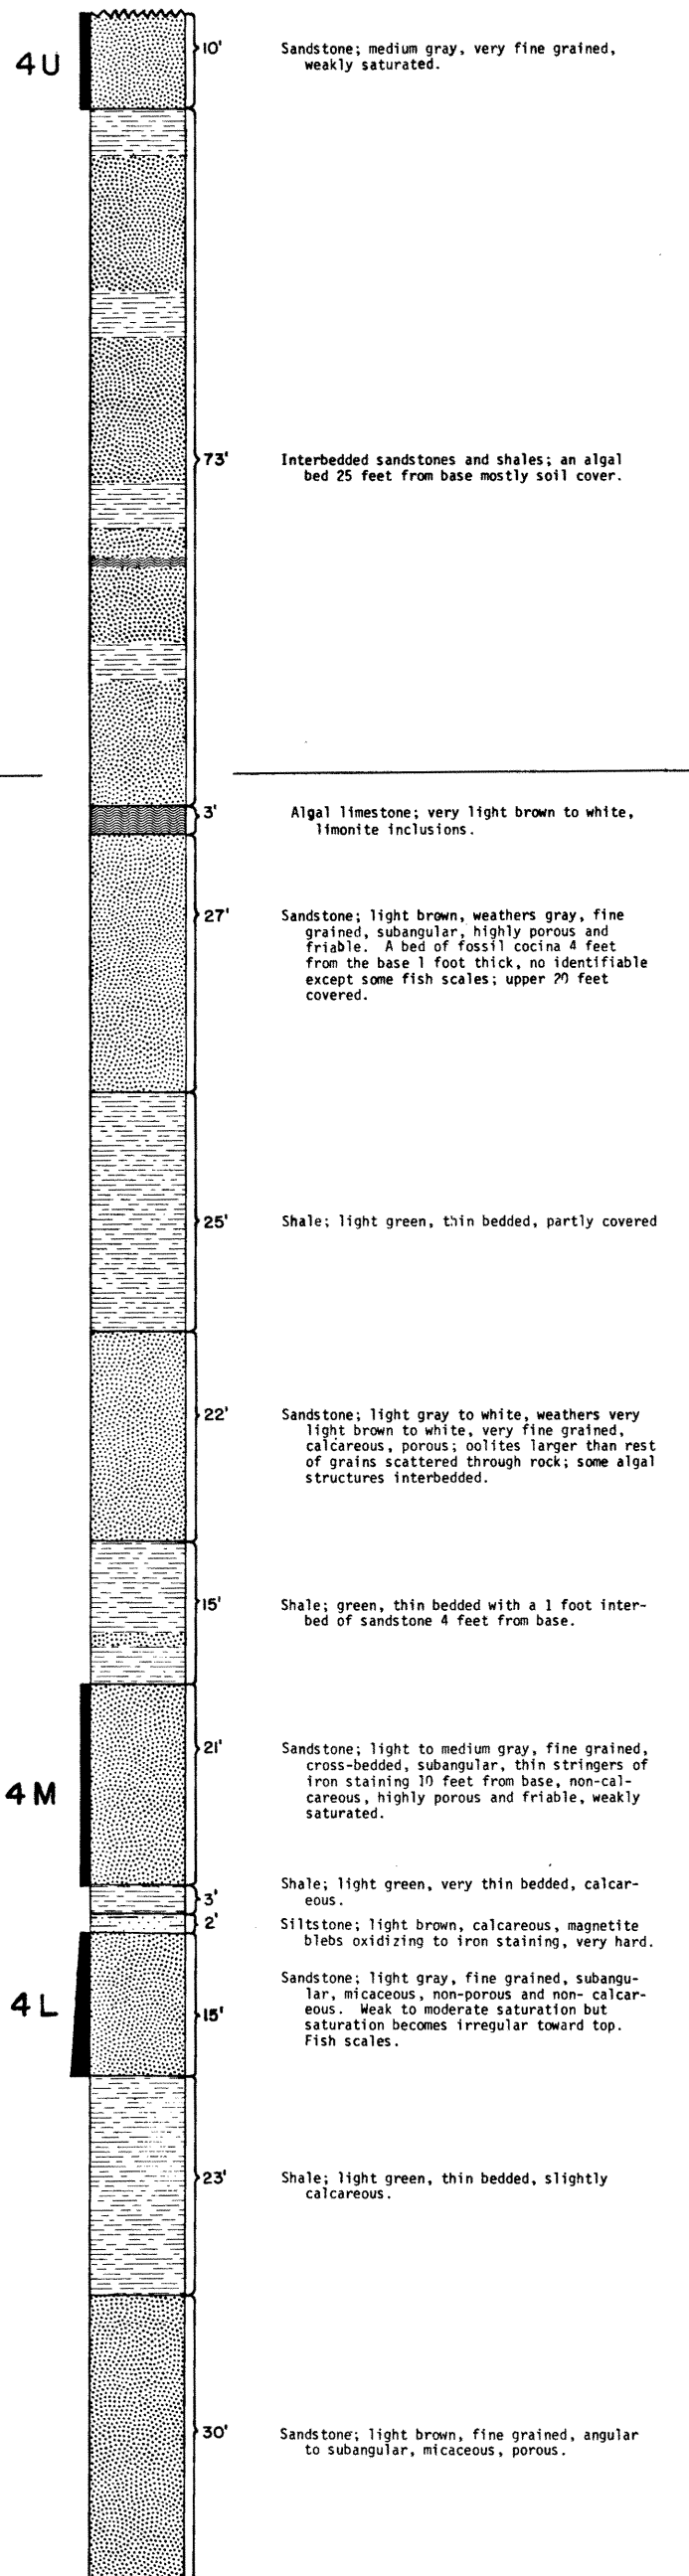 4U
10'
Sandstone; medium gray, very fine grained,
weakly saturated.
73'
Interbedded sandstones and shales; an algal
bed 25 feet from base mostly soil cover.
3'
Algal limestone; very light brown to white,
limonite inclusions.
27'
Sandstone; light brown, weathers gray, fine
grained, subangular, highly porous and
friable. A bed of fossil cocina 4 feet
from the base 1 foot thick, no identifiable
except some fish scales; upper 20 feet
covered.
25'
Shale; light green, thin bedded, partly covered
22'
Sandstone; light gray to white, weathers very
light brown to white, very fine grained,
calcareous, porous; oolites larger than rest
of grains scattered through rock; some algal
structures interbedded.
15'
Shale; green, thin bedded with a 1 foot inter-
bed of sandstone 4 feet from base.
21'
Sandstone; light to medium gray, fine grained,
cross-bedded, subangular, thin stringers of
iron staining 10 feet from base, non-cal-
careous, highly porous and friable, weakly
saturated.
4M
Shale; light green, very thin bedded, calcar-
eous.
3'
2'
Siltstone; light brown, calcareous, magnetite
blebs oxidizing to iron staining, very hard.
4L
15'
Sandstone; light gray, fine grained, subangu-
lar, micaceous, non-porous and non- calcar-
eous. Weak to moderate saturation but
saturation becomes irregular toward top.
Fish scales.
23'
Shale; light green, thin bedded, slightly
calcareous.
30'
Sandstone; light brown, fine grained, angular
to subangular, micaceous, porous.